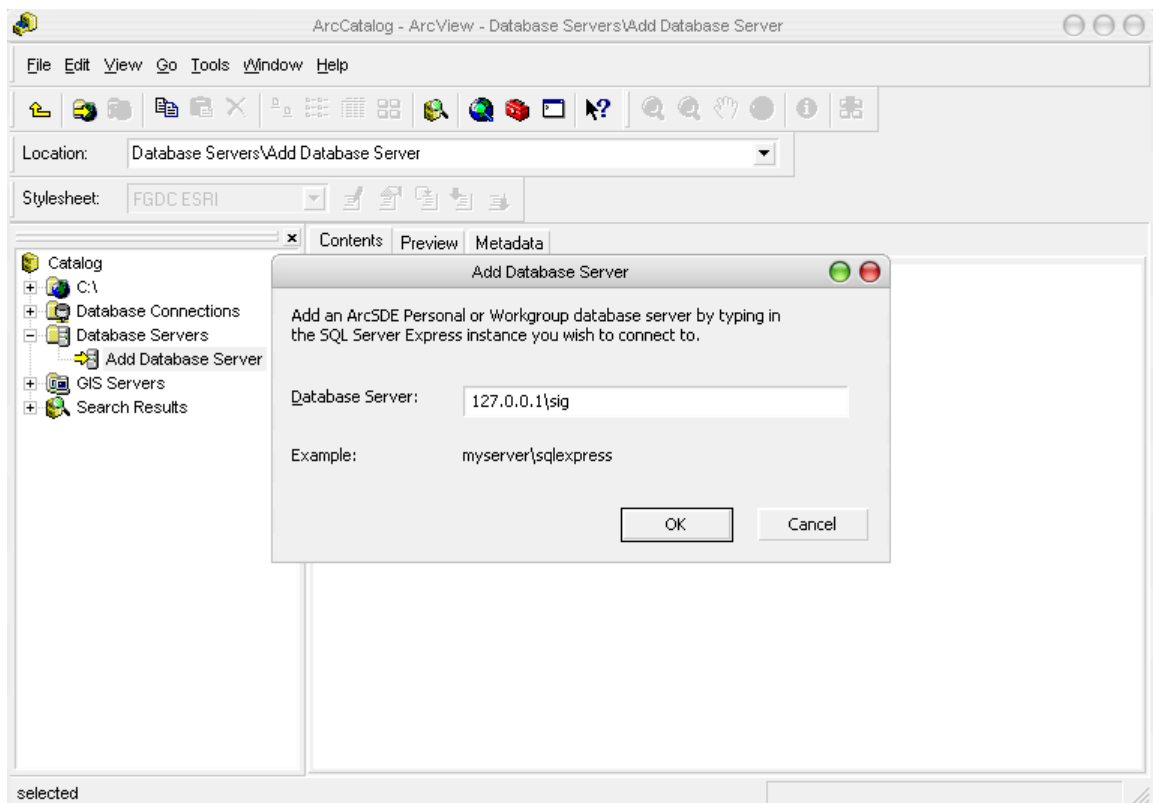 ArcCatalog - ArcView - Database Servers\Add Database Server
File Edit View Go Tools Window Help
Location: Database Servers\Add Database Server
Stylesheet: FGDC ESRI
Contents Preview Metadata
Catalog
C:\
Database Connections
Database Servers
Add Database Server
GIS Servers
Search Results
Add Database Server
Add an ArcSDE Personal or Workgroup database server by typing in
the SQL Server Express instance you wish to connect to.
Database Server: 127.0.0.1\sig
Example: myserver\sqlexpress
OK Cancel
selected